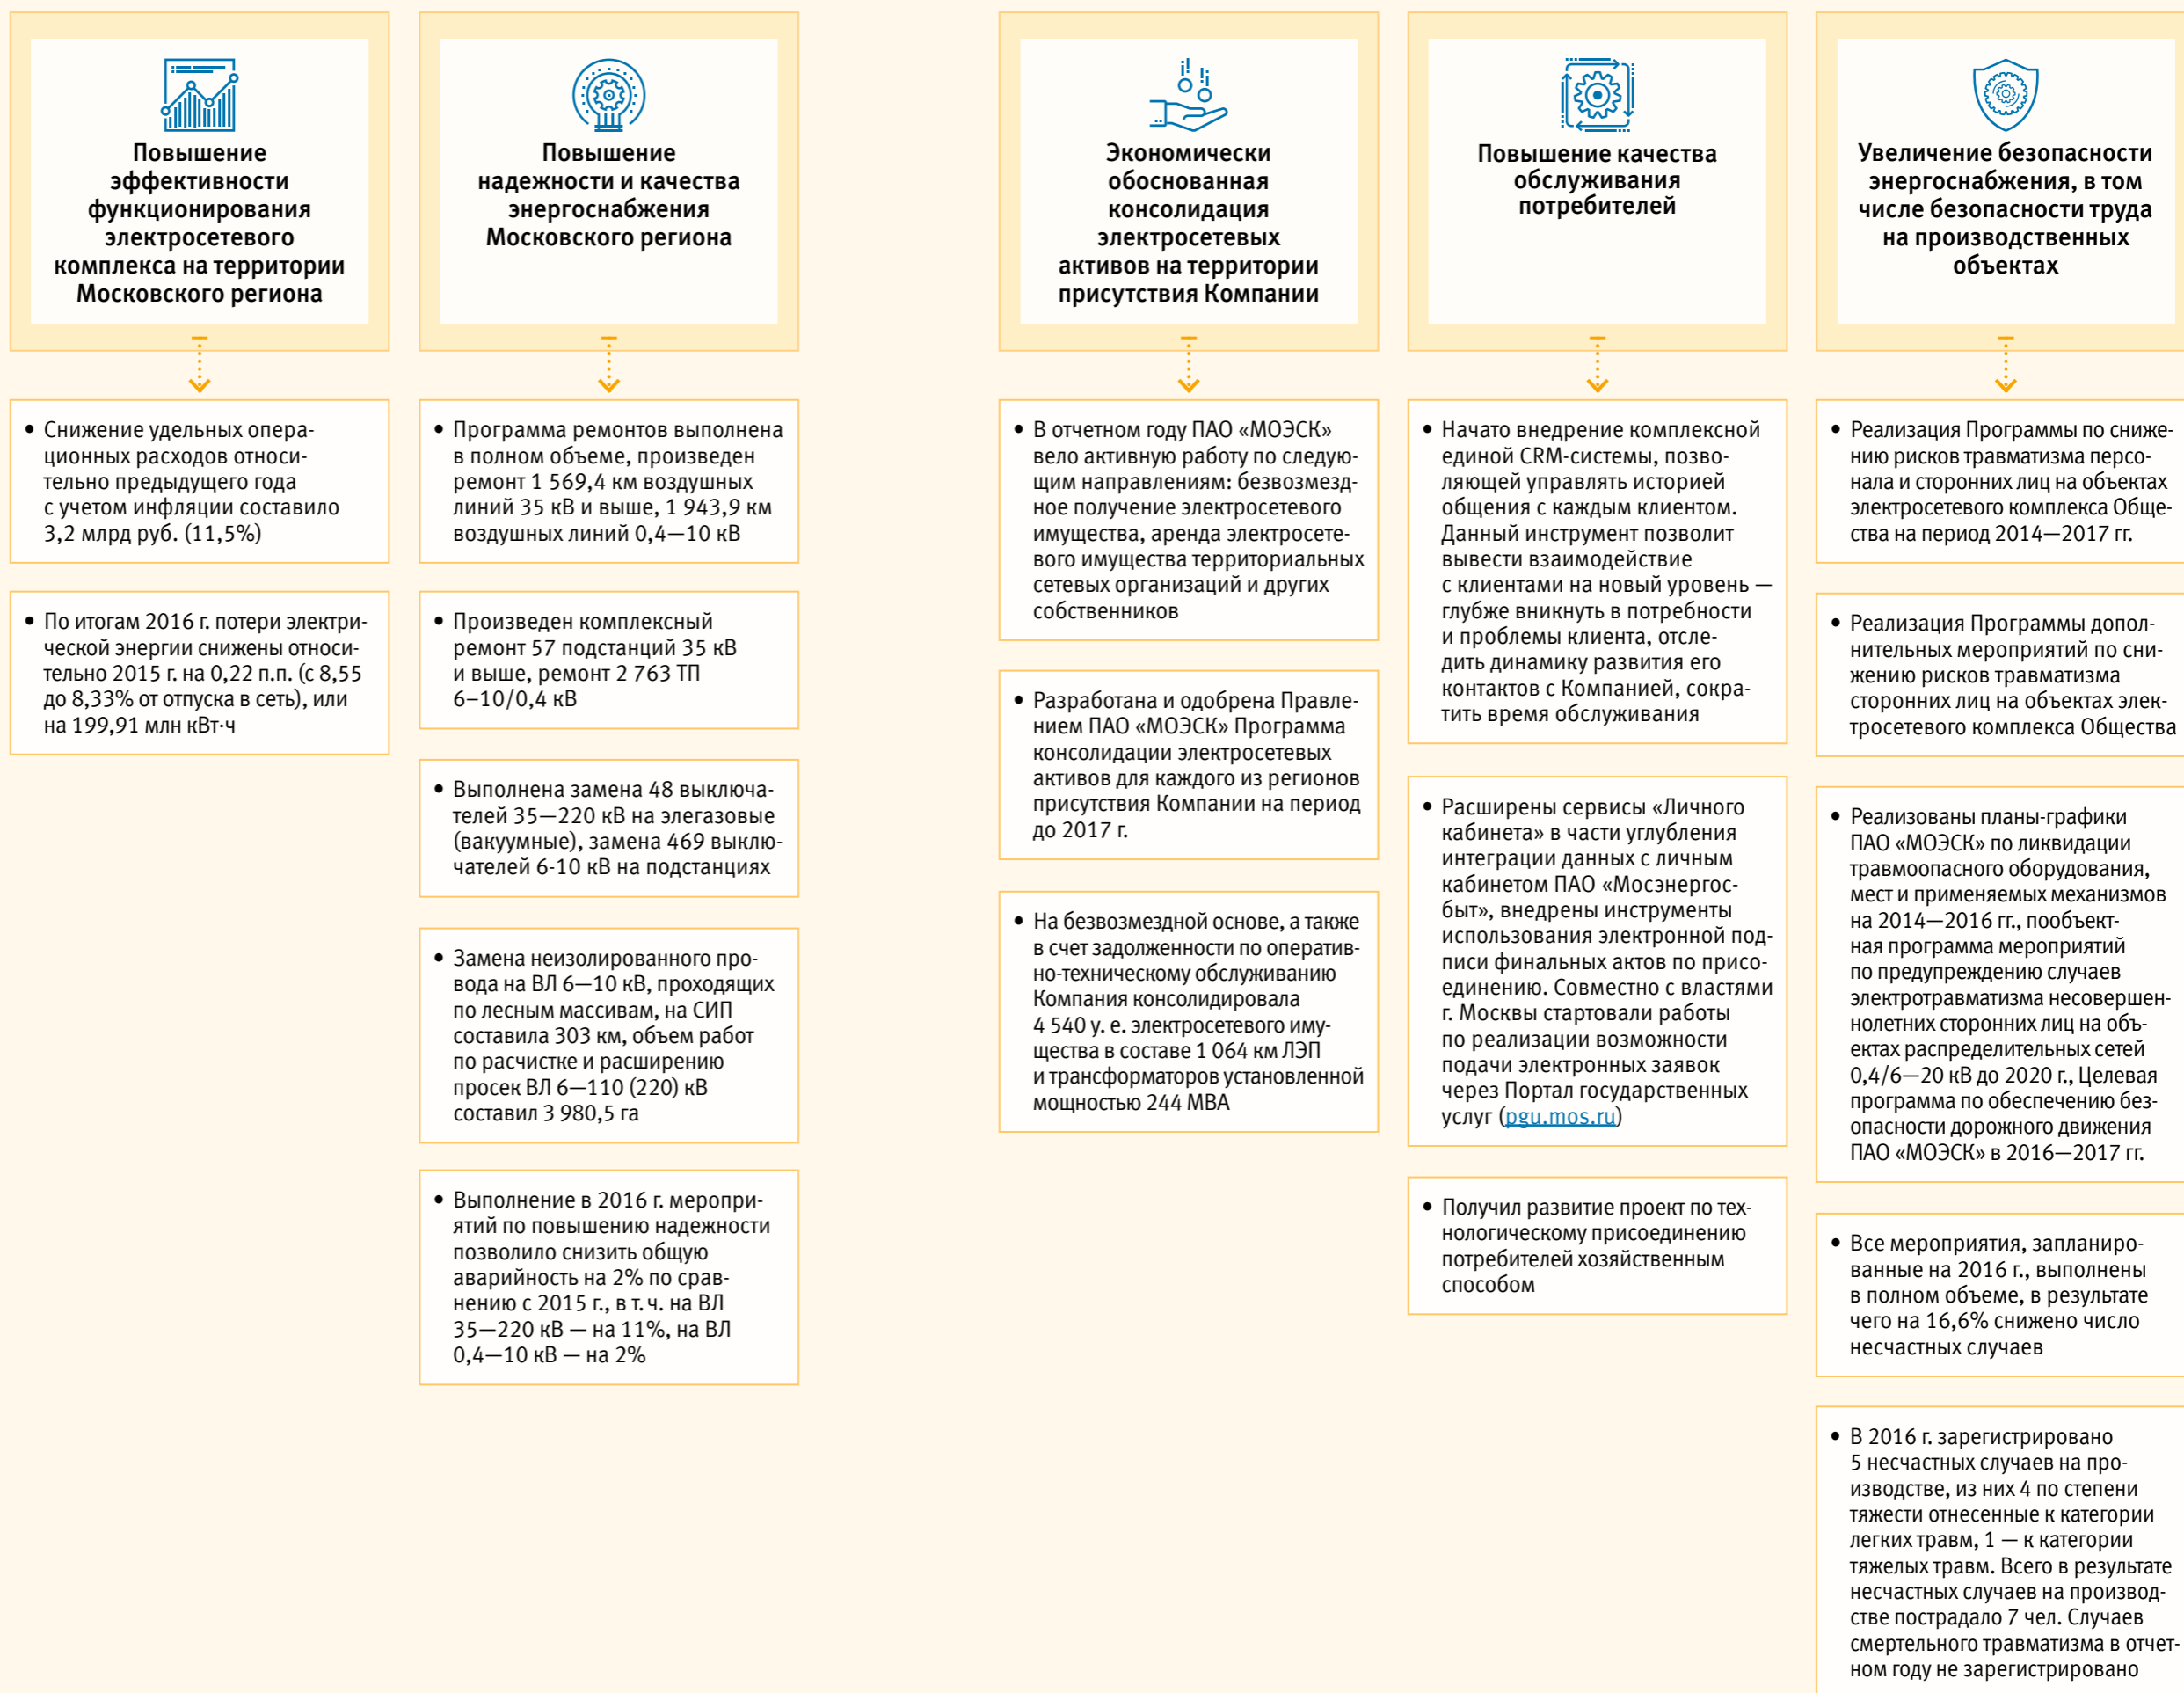 Повышение
эффективности
функционирования
электросетевого
комплекса на территории
Московского региона
• Снижение удельных опера-
ционных расходов относи-
тельно предыдущего года
с учетом инфляции составило
3,2 млрд руб. (11,5%)
• По итогам 2016 г. потери электри-
ческой энергии снижены относи-
тельно 2015 г. на 0,22 п.п. (с 8,55
до 8,33% от отпуска в сеть), или
на 199,91 млн кВт·ч
Повышение
надежности и качества
энергоснабжения
Московского региона
• Программа ремонтов выполнена
в полном объеме, произведен
ремонт 1 569,4 км воздушных
линий 35 кВ и выше, 1 943,9 км
воздушных линий 0,4—10 кВ
• Произведен комплексный
ремонт 57 подстанций 35 кВ
и выше, ремонт 2 763 ТП
6–10/0,4 кВ
• Выполнена замена 48 выключа-
телей 35—220 кВ на элегазовые
(вакуумные), замена 469 выклю-
чателей 6-10 кВ на подстанциях
• Замена неизолированного про-
вода на ВЛ 6—10 кВ, проходящих
по лесным массивам, на СИП
составила 303 км, объем работ
по расчистке и расширению
просек ВЛ 6—110 (220) кВ
составил 3 980,5 га
• Выполнение в 2016 г. меропри-
ятий по повышению надежности
позволило снизить общую
аварийность на 2% по срав-
нению с 2015 г., в т. ч. на ВЛ
35—220 кВ — на 11%, на ВЛ
0,4—10 кВ — на 2%
Экономически
обоснованная
консолидация
электросетевых
активов на территории
присутствия Компании
• В отчетном году ПАО «МОЭСК»
вело активную работу по следую-
щим направлениям: безвозмезд-
ное получение электросетевого
имущества, аренда электросете-
вого имущества территориальных
сетевых организаций и других
собственников
• Разработана и одобрена Правле-
нием ПАО «МОЭСК» Программа
консолидации электросетевых
активов для каждого из регионов
присутствия Компании на период
до 2017 г.
• На безвозмездной основе, а также
в счет задолженности по оператив-
но-техническому обслуживанию
Компания консолидировала
4 540 у. е. электросетевого иму-
щества в составе 1 064 км ЛЭП
и трансформаторов установленной
мощностью 244 МВА
Повышение качества
обслуживания
потребителей
• Начато внедрение комплексной
единой CRM-системы, позво-
ляющей управлять историей
общения с каждым клиентом.
Данный инструмент позволит
вывести взаимодействие
с клиентами на новый уровень —
глубже вникнуть в потребности
и проблемы клиента, отсле-
дить динамику развития его
контактов с Компанией, сокра-
тить время обслуживания
• Расширены сервисы «Личного
кабинета» в части углубления
интеграции данных с личным
кабинетом ПАО «Мосэнергос-
быт», внедрены инструменты
использования электронной под-
писи финальных актов по присо-
единению. Совместно с властями
г. Москвы стартовали работы
по реализации возможности
подачи электронных заявок
через Портал государственных
услуг (pgu.mos.ru)
• Получил развитие проект по тех-
нологическому присоединению
потребителей хозяйственным
способом
Увеличение безопасности
энергоснабжения, в том
числе безопасности труда
на производственных
объектах
• Реализация Программы по сниже-
нию рисков травматизма персо-
нала и сторонних лиц на объектах
электросетевого комплекса Обще-
ства на период 2014—2017 гг.
• Реализация Программы допол-
нительных мероприятий по сни-
жению рисков травматизма
сторонних лиц на объектах элек-
тросетевого комплекса Общества
• Реализованы планы-графики
ПАО «МОЭСК» по ликвидации
травмоопасного оборудования,
мест и применяемых механизмов
на 2014—2016 гг., пообъект-
ная программа мероприятий
по предупреждению случаев
электротравматизма несовершен-
нолетних сторонних лиц на объ-
ектах распределительных сетей
0,4/6—20 кВ до 2020 г., Целевая
программа по обеспечению без-
опасности дорожного движения
ПАО «МОЭСК» в 2016—2017 гг.
• Все мероприятия, запланиро-
ванные на 2016 г., выполнены
в полном объеме, в результате
чего на 16,6% снижено число
несчастных случаев
• В 2016 г. зарегистрировано
5 несчастных случаев на про-
изводстве, из них 4 по степени
тяжести отнесенные к категории
легких травм, 1 — к категории
тяжелых травм. Всего в результате
несчастных случаев на производ-
стве пострадало 7 чел. Случаев
смертельного травматизма в отчет-
ном году не зарегистрировано